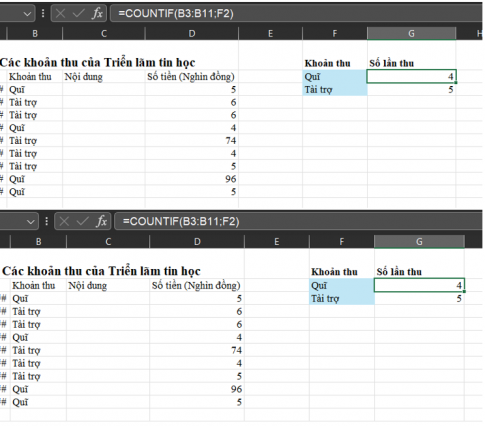 fx =COUNTIF(B3:B11;F2)
B C D E F G H
Các khoản thu của Triển lãm tin học Khoản thu Số lần thu
Khoản thu Nội dung Số tiền (Nghìn đồng) Quĩ 4
# Quĩ 5 Tài trợ 5
# Tài trợ 6
# Tài trợ 6
# Quĩ 4
# Tài trợ 74
# Tài trợ 4
# Tài trợ 5
# Quĩ 96
# Quĩ 5
fx =COUNTIF(B3:B11;F2)
B C D E F G
Các khoản thu của Triển lãm tin học Khoản thu Số lần thu
Khoản thu Nội dung Số tiền (Nghìn đồng) Quĩ 4
## Quĩ 5 Tài trợ 5
## Tài trợ 6
## Tài trợ 6
## Quĩ 4
## Tài trợ 74
## Tài trợ 4
## Tài trợ 5
## Quĩ 96
## Quĩ 5